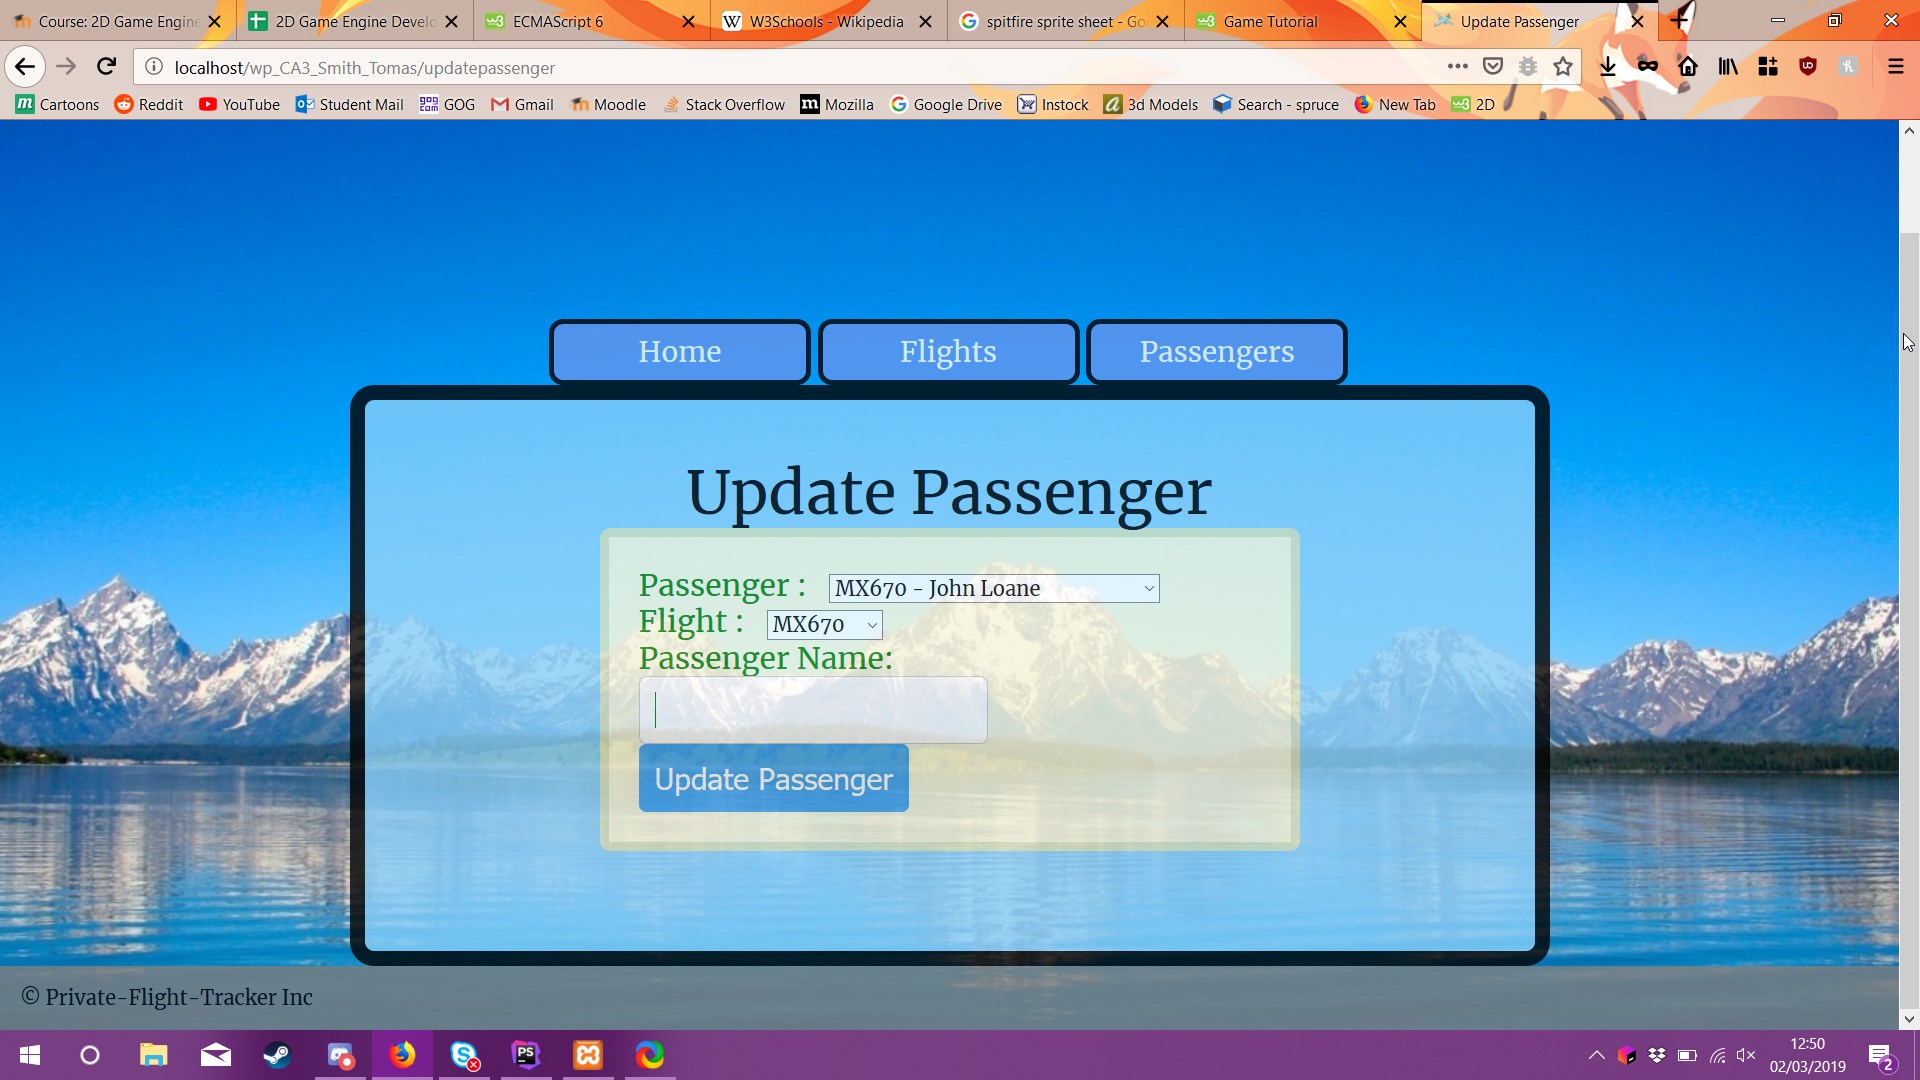 Course: 2D Game Engine
2D Game Engine Develo
ECMAScript 6
W3Schools - Wikipedia
spitfire sprite sheet - Go
Game Tutorial
Update Passenger
localhost/wp_CA3_Smith_Tomas/updatepassenger
Cartoons
Reddit
YouTube
Student Mail
GOG
Gmail
Moodle
Stack Overflow
Mozilla
Google Drive
Instock
3d Models
Search - spruce
New Tab
2D
Home
Flights
Passengers
Update Passenger
Passenger : MX670 - John Loane
Flight : MX670
Passenger Name:
Update Passenger
© Private-Flight-Tracker Inc
12:50
02/03/2019
2